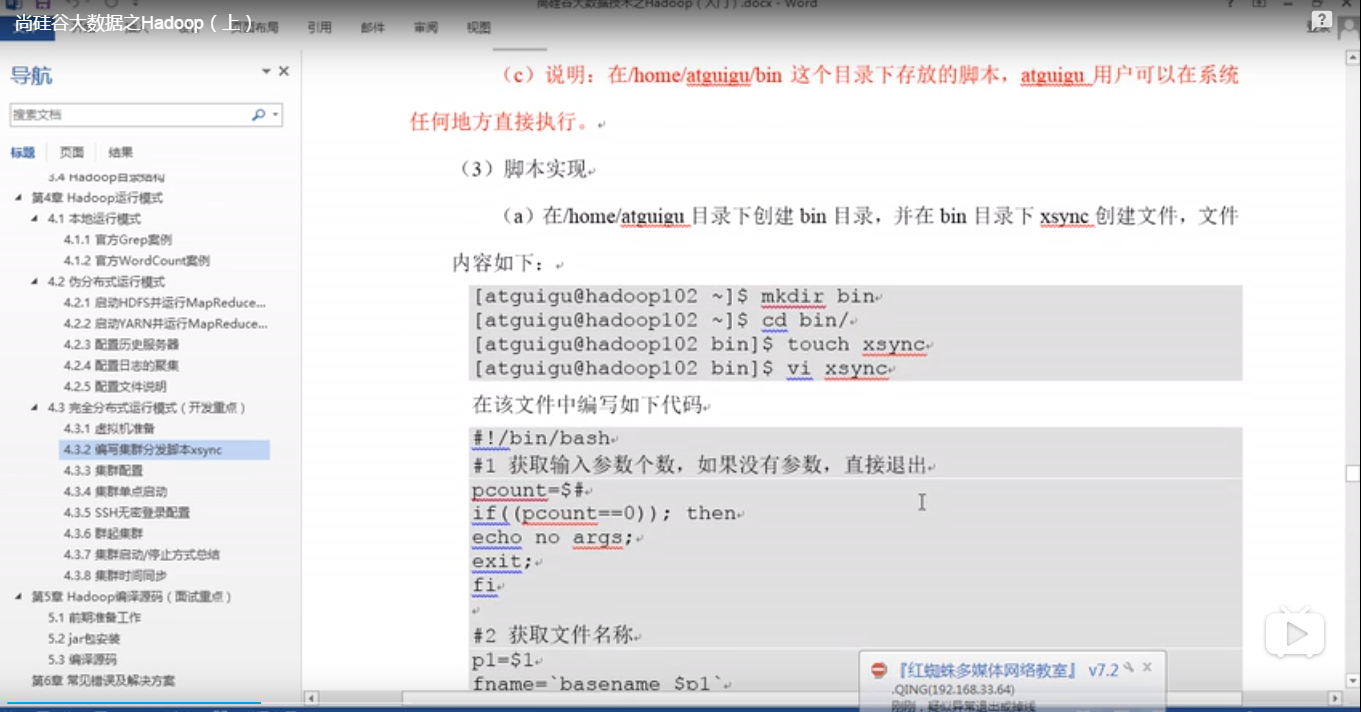 尚硅谷大数据技术之Hadoop（入门）.docx - Word
尚硅谷大数据之Hadoop（上）
引用 邮件 审阅 视图
导航
搜索文档
标题 页面 结果
3.4 Hadoop目录结构
第4章 Hadoop运行模式
4.1 本地运行模式
4.1.1 官方Grep案例
4.1.2 官方WordCount案例
4.2 伪分布式运行模式
4.2.1 启动HDFS并运行MapReduce...
4.2.2 启动YARN并运行MapReduce...
4.2.3 配置历史服务器
4.2.4 配置日志的聚集
4.2.5 配置文件说明
4.3 完全分布式运行模式（开发重点）
4.3.1 虚拟机准备
4.3.2 编写集群分发脚本xsync
4.3.3 集群配置
4.3.4 集群单点启动
4.3.5 SSH无密登录配置
4.3.6 群起集群
4.3.7 集群启动/停止方式总结
4.3.8 集群时间同步
第5章 Hadoop编译源码（面试重点）
5.1 前期准备工作
5.2 jar包安装
5.3 编译源码
第6章 常见错误及解决方案
（c）说明：在/home/atguigu/bin 这个目录下存放的脚本，atguigu 用户可以在系统
任何地方直接执行。
（3）脚本实现
（a）在/home/atguigu 目录下创建 bin 目录，并在 bin 目录下 xsync 创建文件，文件
内容如下：
[atguigu@hadoop102 ~]$ mkdir bin
[atguigu@hadoop102 ~]$ cd bin/
[atguigu@hadoop102 bin]$ touch xsync
[atguigu@hadoop102 bin]$ vi xsync
在该文件中编写如下代码
#!/bin/bash
#1 获取输入参数个数，如果没有参数，直接退出
pcount=$#
if((pcount==0)); then
echo no args;
exit;
fi
#2 获取文件名称
p1=$1
fname=`basename $p1`
『红蜘蛛多媒体网络教室』 v7.2
.QING(192.168.33.64)
刚刚，疑似异常退出或掉线